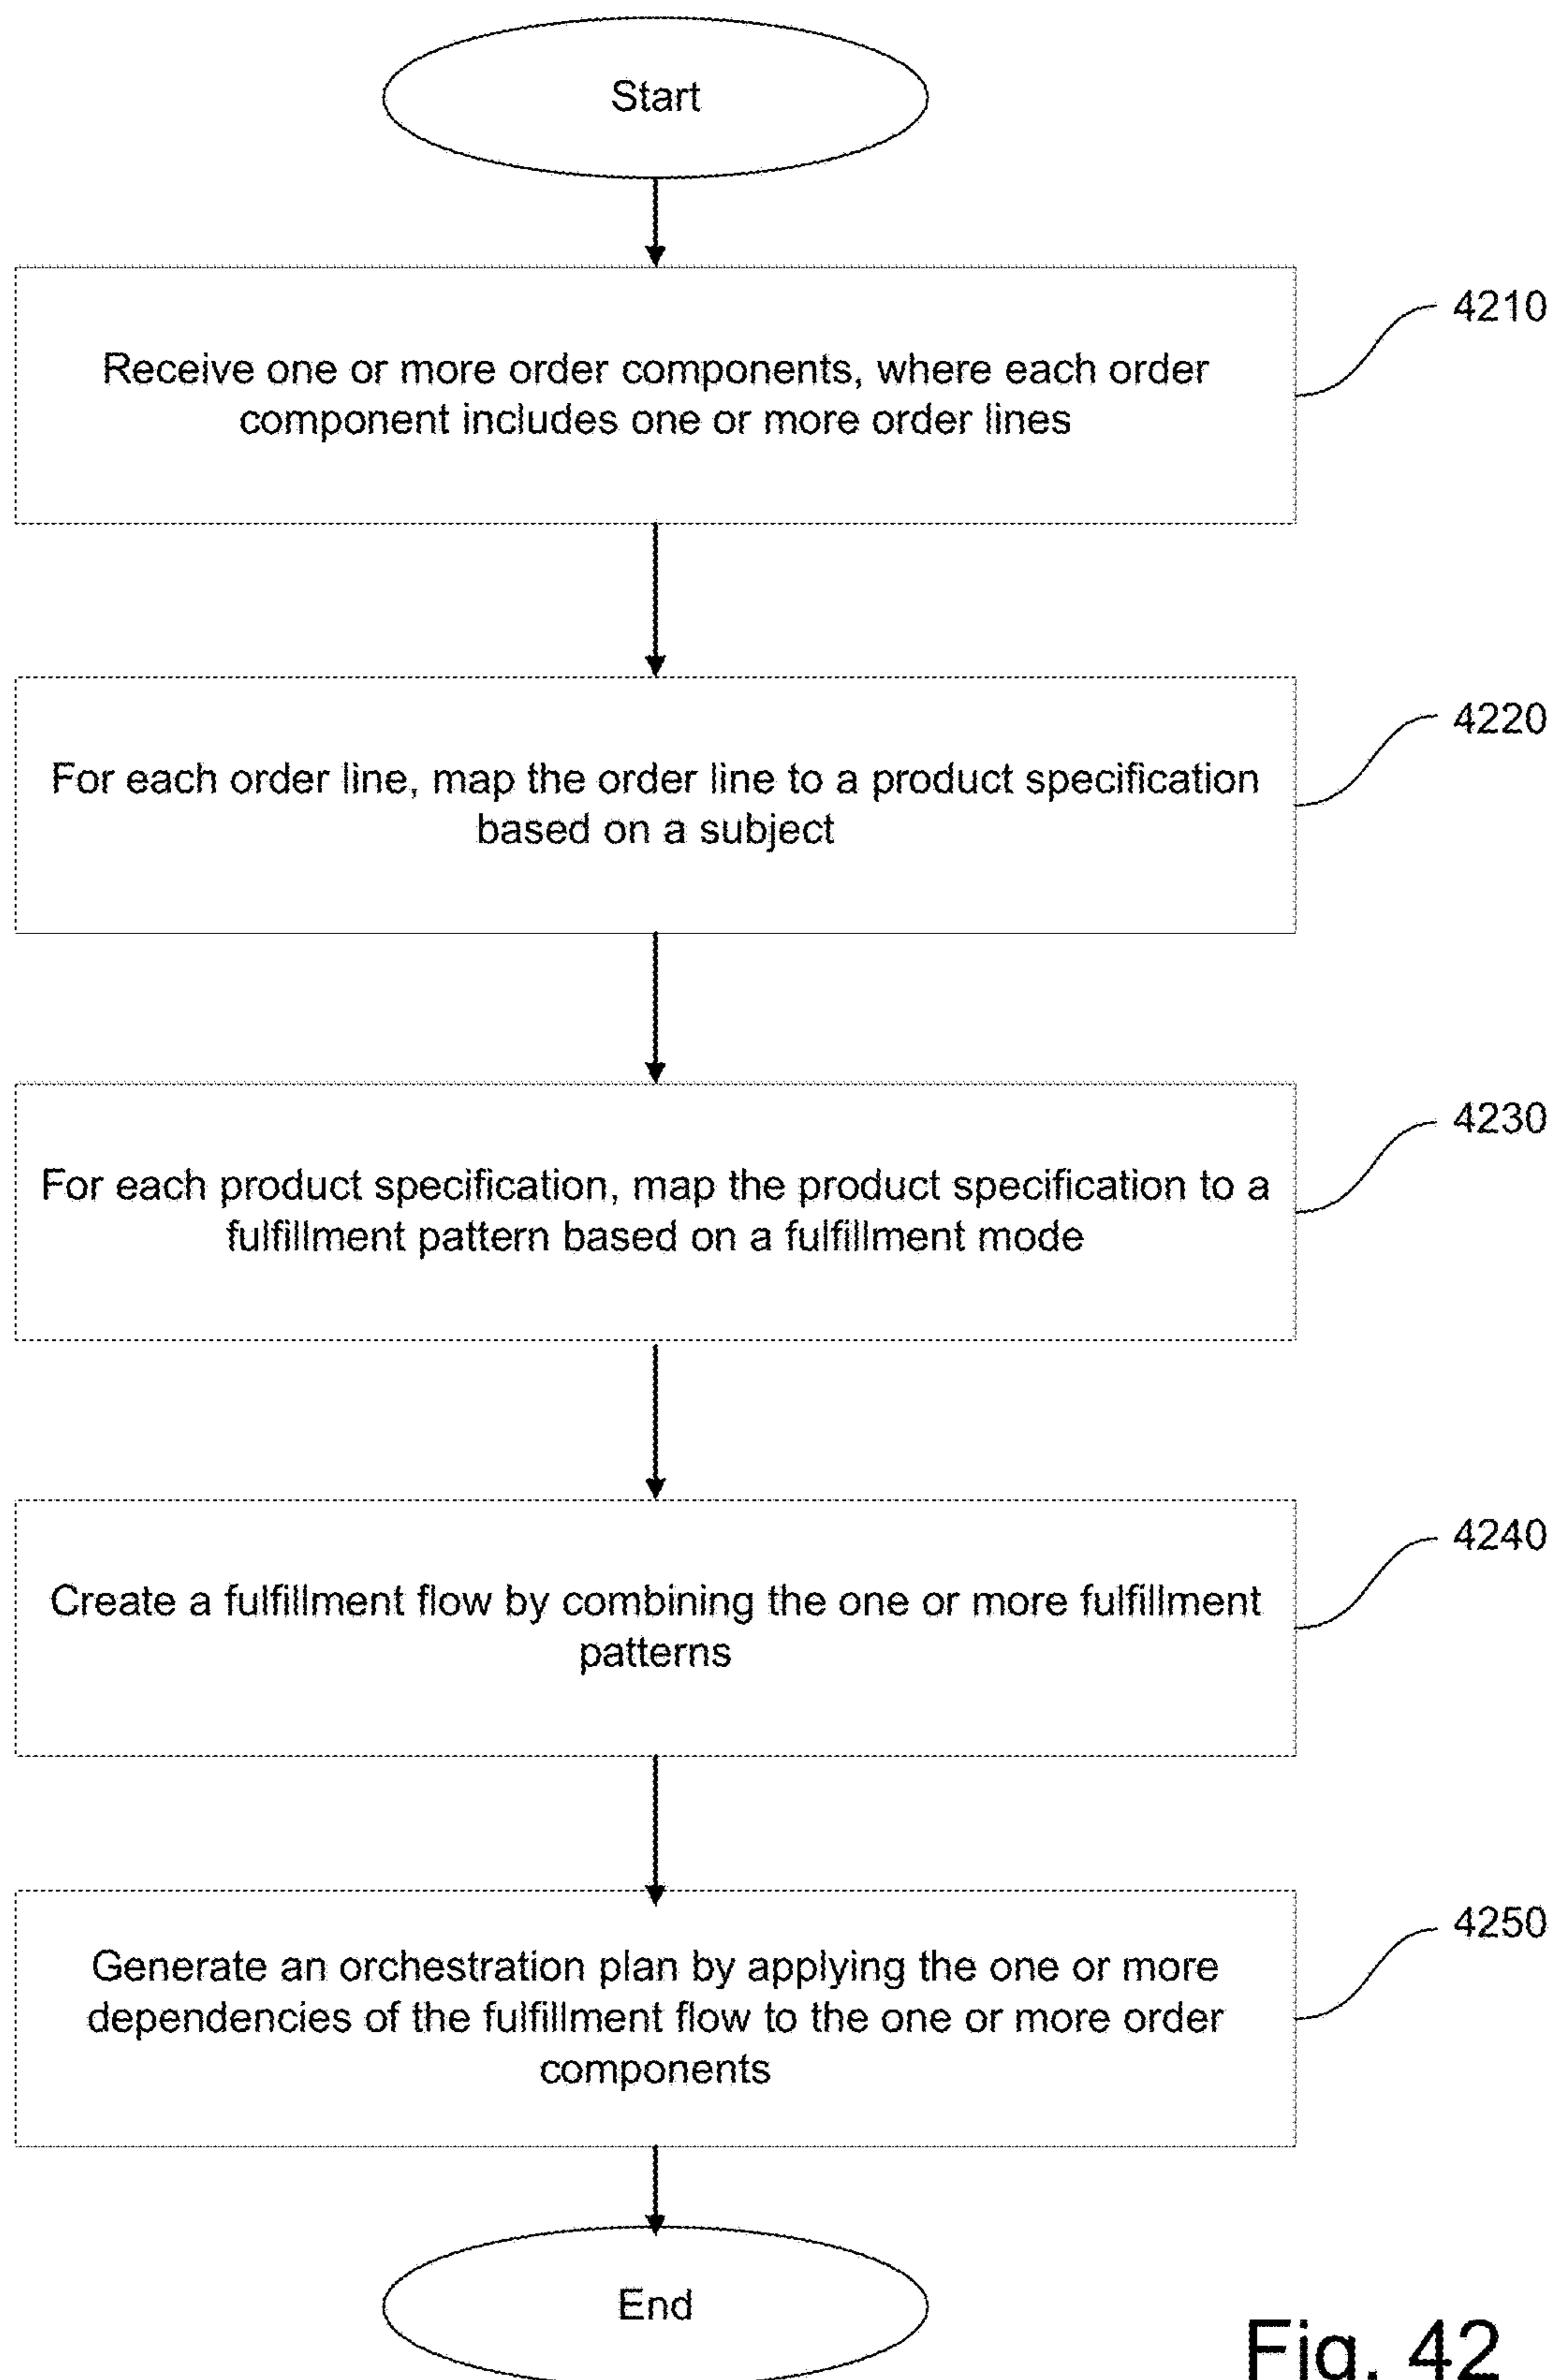 Start
Receive one or more order components, where each order
component includes one or more order lines
4210
For each order line, map the order line to a product specification
based on a subject
4220
For each product specification, map the product specification to a
fulfillment pattern based on a fulfillment mode
4230
Create a fulfillment flow by combining the one or more fulfillment
patterns
4240
Generate an orchestration plan by applying the one or more
dependencies of the fulfillment flow to the one or more order
components
4250
End
Fig. 42